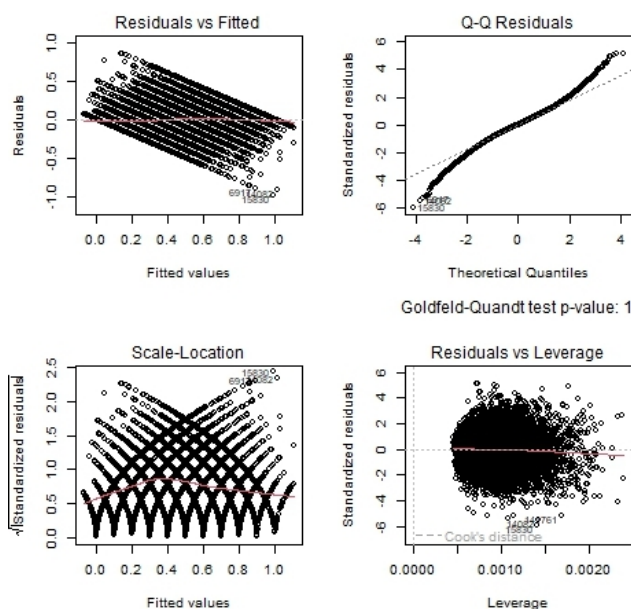 Residuals vs Fitted
Residuals
1.0
0.5
0.0
-0.5
-1.0
15830
0.0 0.2 0.4 0.6 0.8 1.0
Fitted values
Q-Q Residuals
Standardized residuals
6
4
2
0
-2
-4
-6
15830
-4 -2 0 2 4
Theoretical Quantiles
Goldfeld-Quandt test p-value: 1
Scale-Location
√|Standardized residuals|
2.5
2.0
1.5
1.0
0.5
0.0
15830
0.0 0.2 0.4 0.6 0.8 1.0
Fitted values
Residuals vs Leverage
Standardized residuals
6
4
2
0
-2
-4
-6
15830
Cook's distance
0.0000 0.0010 0.0020
Leverage